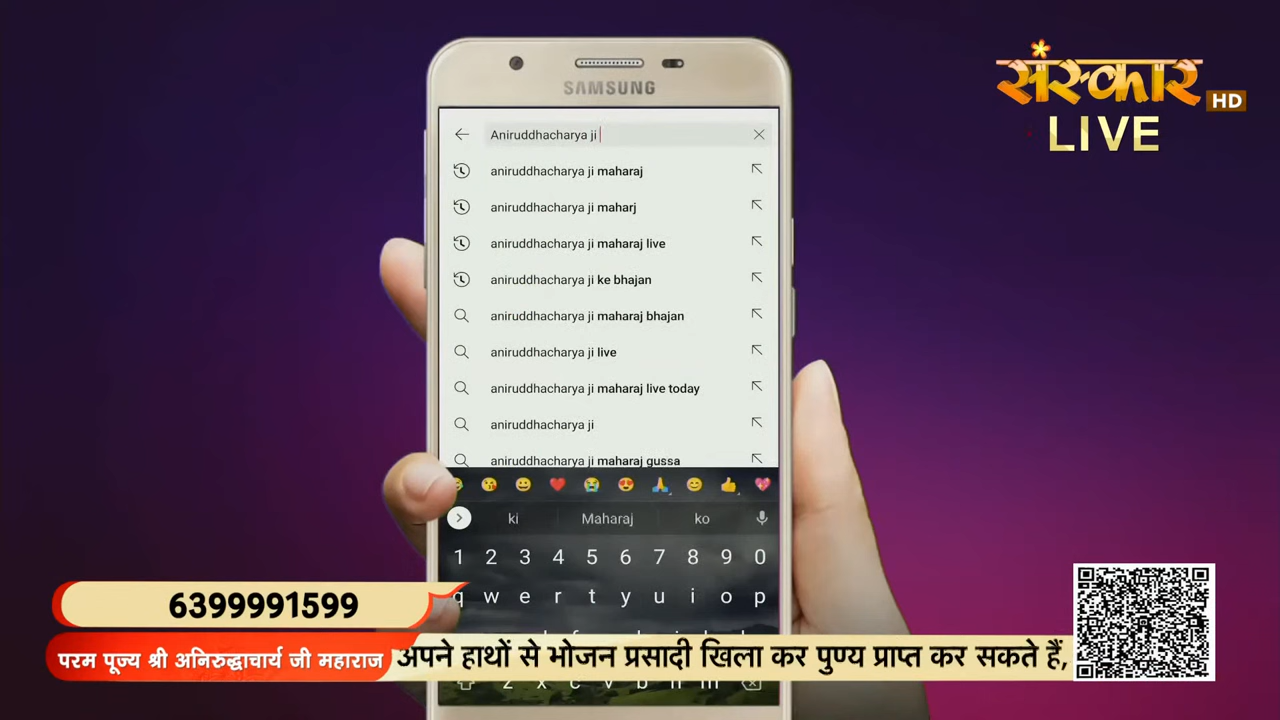 संस्कार
HD
LIVE
SAMSUNG
Aniruddhacharya ji
aniruddhacharya ji maharaj
aniruddhacharya ji maharj
aniruddhacharya ji maharaj live
aniruddhacharya ji ke bhajan
aniruddhacharya ji maharaj bhajan
aniruddhacharya ji live
aniruddhacharya ji maharaj live today
aniruddhacharya ji
aniruddhacharya ji maharaj gussa
ki Maharaj ko
1 2 3 4 5 6 7 8 9 0
q w e r t y u i o p
z x c v b n m
6399991599
परम पूज्य श्री अनिरुद्धाचार्य जी महाराज
अपने हाथों से भोजन प्रसादी खिला कर पुण्य प्राप्त कर सकते हैं,